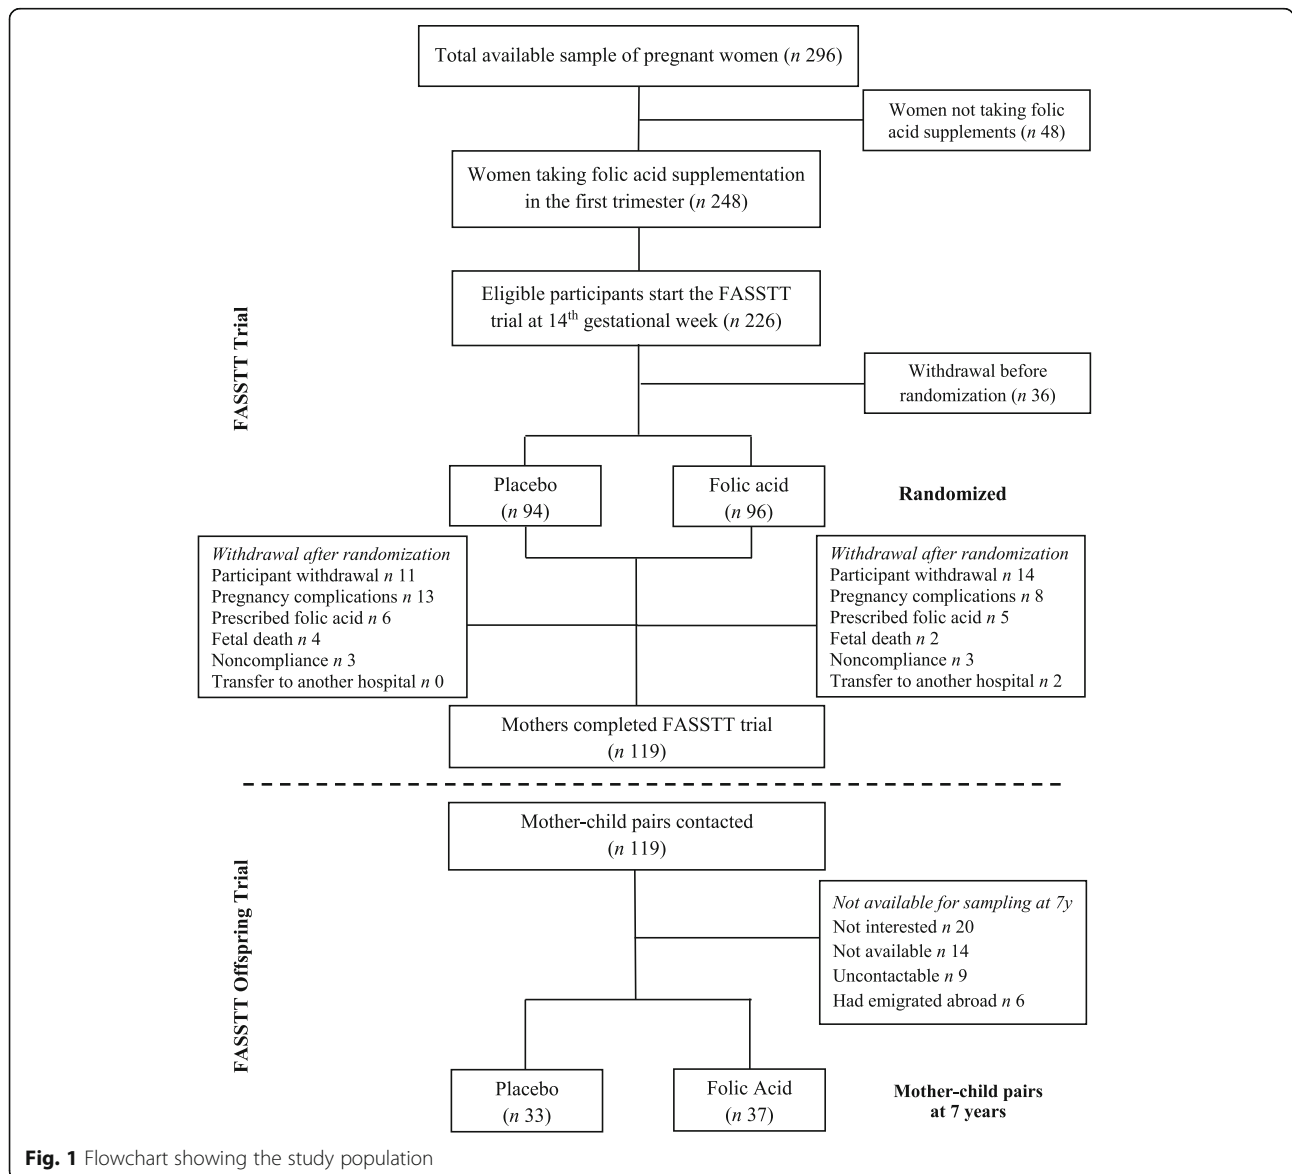 Total available sample of pregnant women (n 296)
Women not taking folic
acid supplements (n 48)
Women taking folic acid supplementation
in the first trimester (n 248)
Eligible participants start the FASSTT
trial at 14th gestational week (n 226)
FASSTT Trial
Withdrawal before
randomization (n 36)
Placebo
(n 94)
Folic acid
(n 96)
Randomized
Withdrawal after randomization
Participant withdrawal n 11
Pregnancy complications n 13
Prescribed folic acid n 6
Fetal death n 4
Noncompliance n 3
Transfer to another hospital n 0
Withdrawal after randomization
Participant withdrawal n 14
Pregnancy complications n 8
Prescribed folic acid n 5
Fetal death n 2
Noncompliance n 3
Transfer to another hospital n 2
Mothers completed FASSTT trial
(n 119)
Mother-child pairs contacted
(n 119)
FASSTT Offspring Trial
Not available for sampling at 7y
Not interested n 20
Not available n 14
Uncontactable n 9
Had emigrated abroad n 6
Placebo
(n 33)
Folic Acid
(n 37)
Mother-child pairs
at 7 years
Fig. 1 Flowchart showing the study population